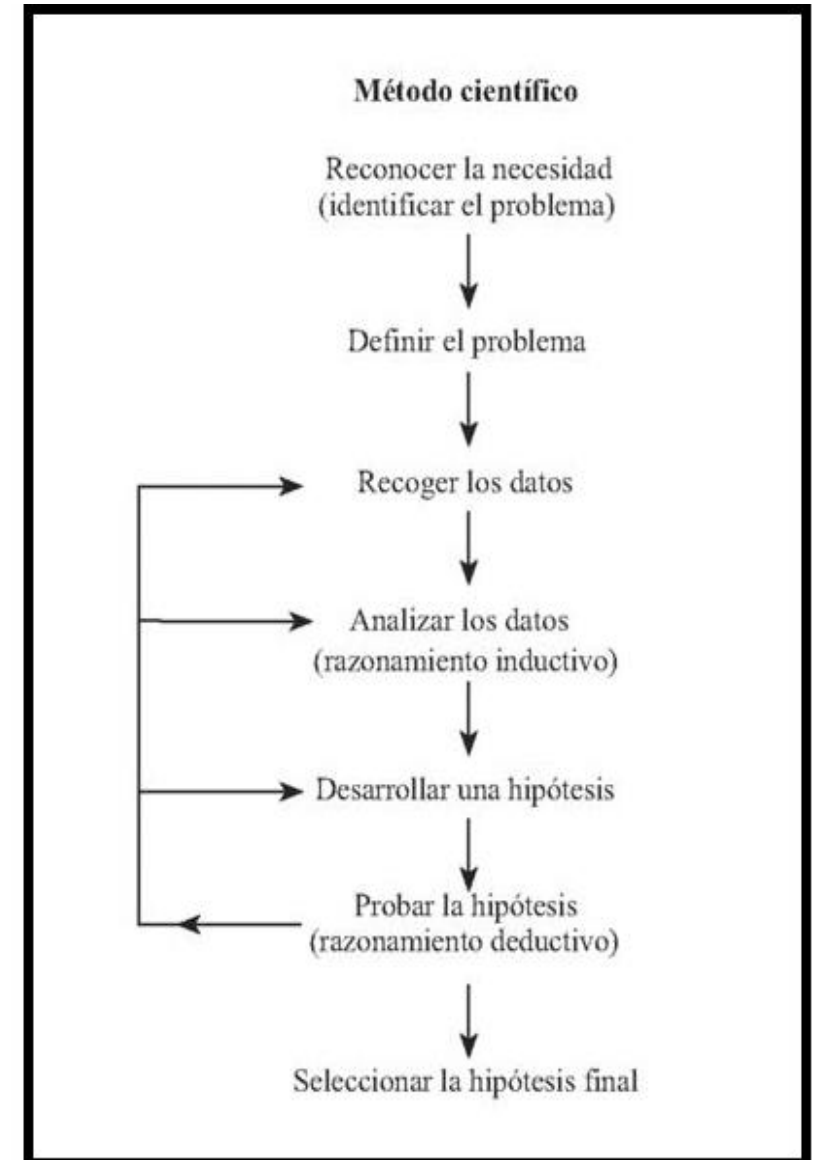 Método científico
Reconocer la necesidad
(identificar el problema)
Definir el problema
Recoger los datos
Analizar los datos
(razonamiento inductivo)
Desarrollar una hipótesis
Probar la hipótesis
(razonamiento deductivo)
Seleccionar la hipótesis final